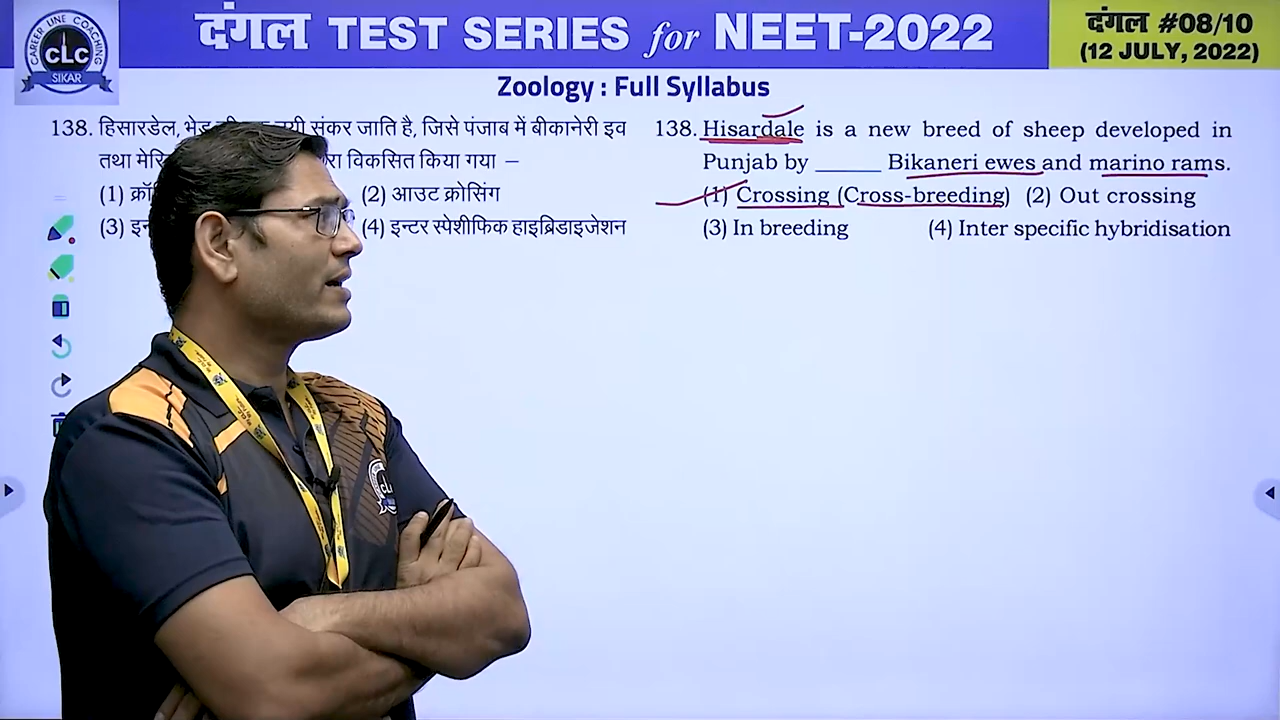 दंगल TEST SERIES for NEET-2022
दंगल #08/10
(12 JULY, 2022)
CAREER LINE COACHING
CLC
SIKAR
Zoology : Full Syllabus
138. हिसारडेल, भेड़ संकर जाति है, जिसे पंजाब में बीकानेरी इव
तथा विकसित किया गया –
(1) (2) आउट क्रोसिंग
(3) (4) इन्टर स्पेशीफिक हाइब्रिडाइजेशन
138. Hisardale is a new breed of sheep developed in
Punjab by ______ Bikaneri ewes and marino rams.
(1) Crossing (Cross-breeding) (2) Out crossing
(3) In breeding (4) Inter specific hybridisation
CLC